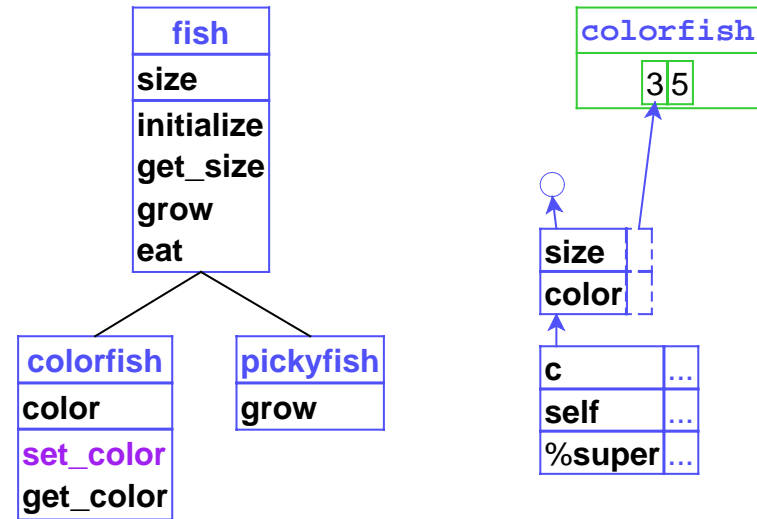 fish
size
initialize
get_size
grow
eat
colorfish
color
set_color
get_color
pickyfish
grow
colorfish
3 5
size
color
c ...
self ...
%super ...